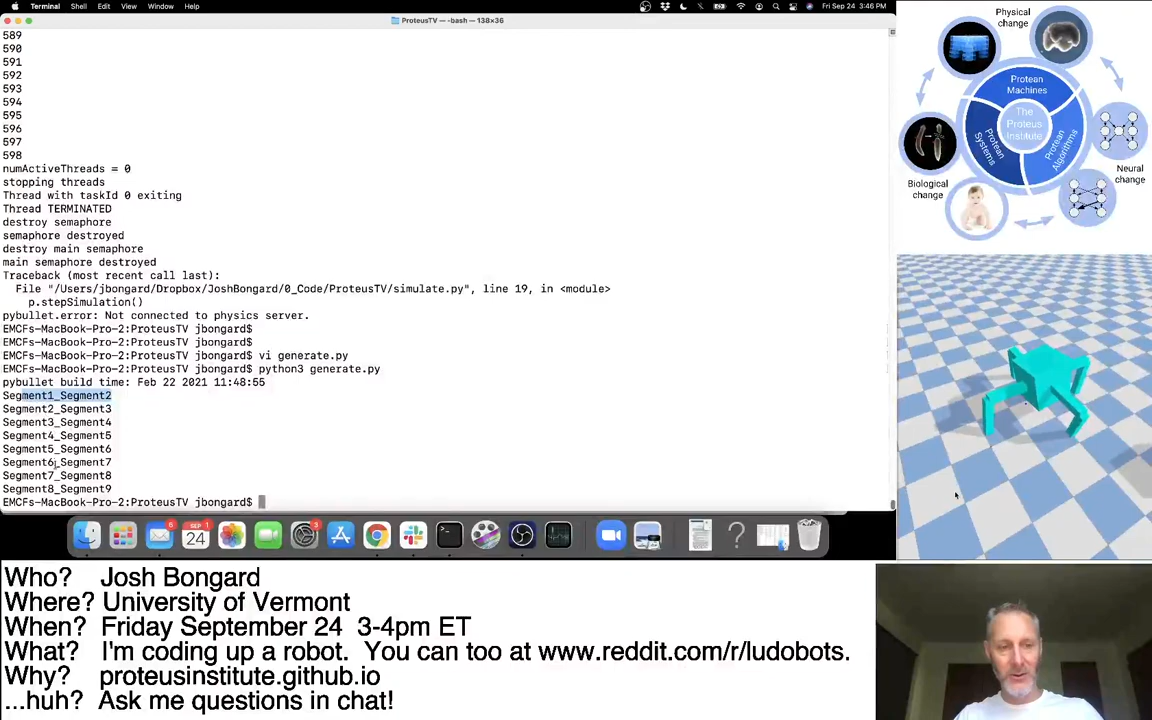 Terminal Shell Edit View Window Help
Fri Sep 24 3:46 PM
ProteusTV — -bash — 138×36
589
590
591
592
593
594
595
596
597
598
numActiveThreads = 0
stopping threads
Thread with taskId 0 exiting
Thread TERMINATED
destroy semaphore
semaphore destroyed
destroy main semaphore
main semaphore destroyed
Traceback (most recent call last):
File "/Users/jbongard/Dropbox/JoshBongard/0_Code/ProteusTV/simulate.py", line 19, in <module>
p.stepSimulation()
pybullet.error: Not connected to physics server.
EMCFs-MacBook-Pro-2:ProteusTV jbongard$
EMCFs-MacBook-Pro-2:ProteusTV jbongard$
EMCFs-MacBook-Pro-2:ProteusTV jbongard$ vi generate.py
EMCFs-MacBook-Pro-2:ProteusTV jbongard$ python3 generate.py
pybullet build time: Feb 22 2021 11:48:55
Segment1_Segment2
Segment2_Segment3
Segment3_Segment4
Segment4_Segment5
Segment5_Segment6
Segment6_Segment7
Segment7_Segment8
Segment8_Segment9
EMCFs-MacBook-Pro-2:ProteusTV jbongard$
Physical
change
Protean
Machines
The
Proteus
Institute
Protean
Systems
Protean
Algorithms
Biological
change
Neural
change
6
SEP
24
1
3
Who? Josh Bongard
Where? University of Vermont
When? Friday September 24 3-4pm ET
What? I'm coding up a robot. You can too at www.reddit.com/r/ludobots.
Why? proteusinstitute.github.io
...huh? Ask me questions in chat!